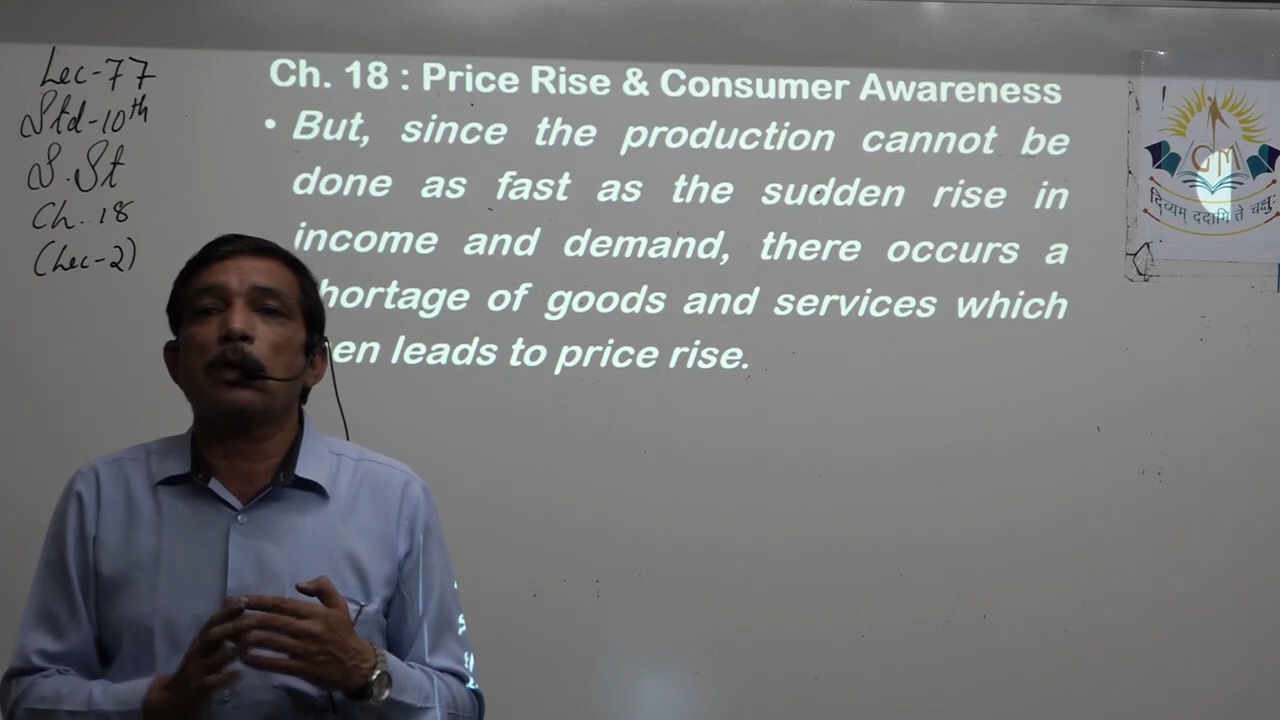 Lec-77
Std-10th
S.St
Ch.18
(Lec-2)
Ch. 18 : Price Rise & Consumer Awareness
• But, since the production cannot be
done as fast as the sudden rise in
income and demand, there occurs a
hortage of goods and services which
en leads to price rise.
GM
दिव्यम् ददामि ते चक्षुः